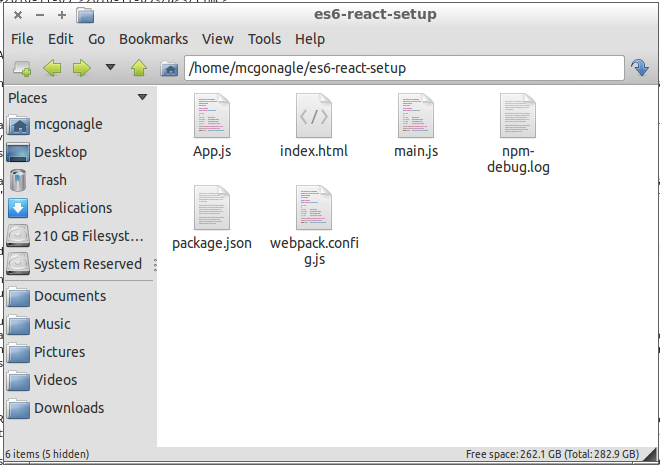 es6-react-setup
File Edit Go Bookmarks View Tools Help
/home/mcgonagle/es6-react-setup
Places
mcgonagle
Desktop
Trash
Applications
210 GB Filesyst...
System Reserved
Documents
Music
Pictures
Videos
Downloads
App.js
index.html
main.js
npm-
debug.log
package.json
webpack.confi
g.js
6 items (5 hidden)
Free space: 262.1 GB (Total: 282.9 GB)